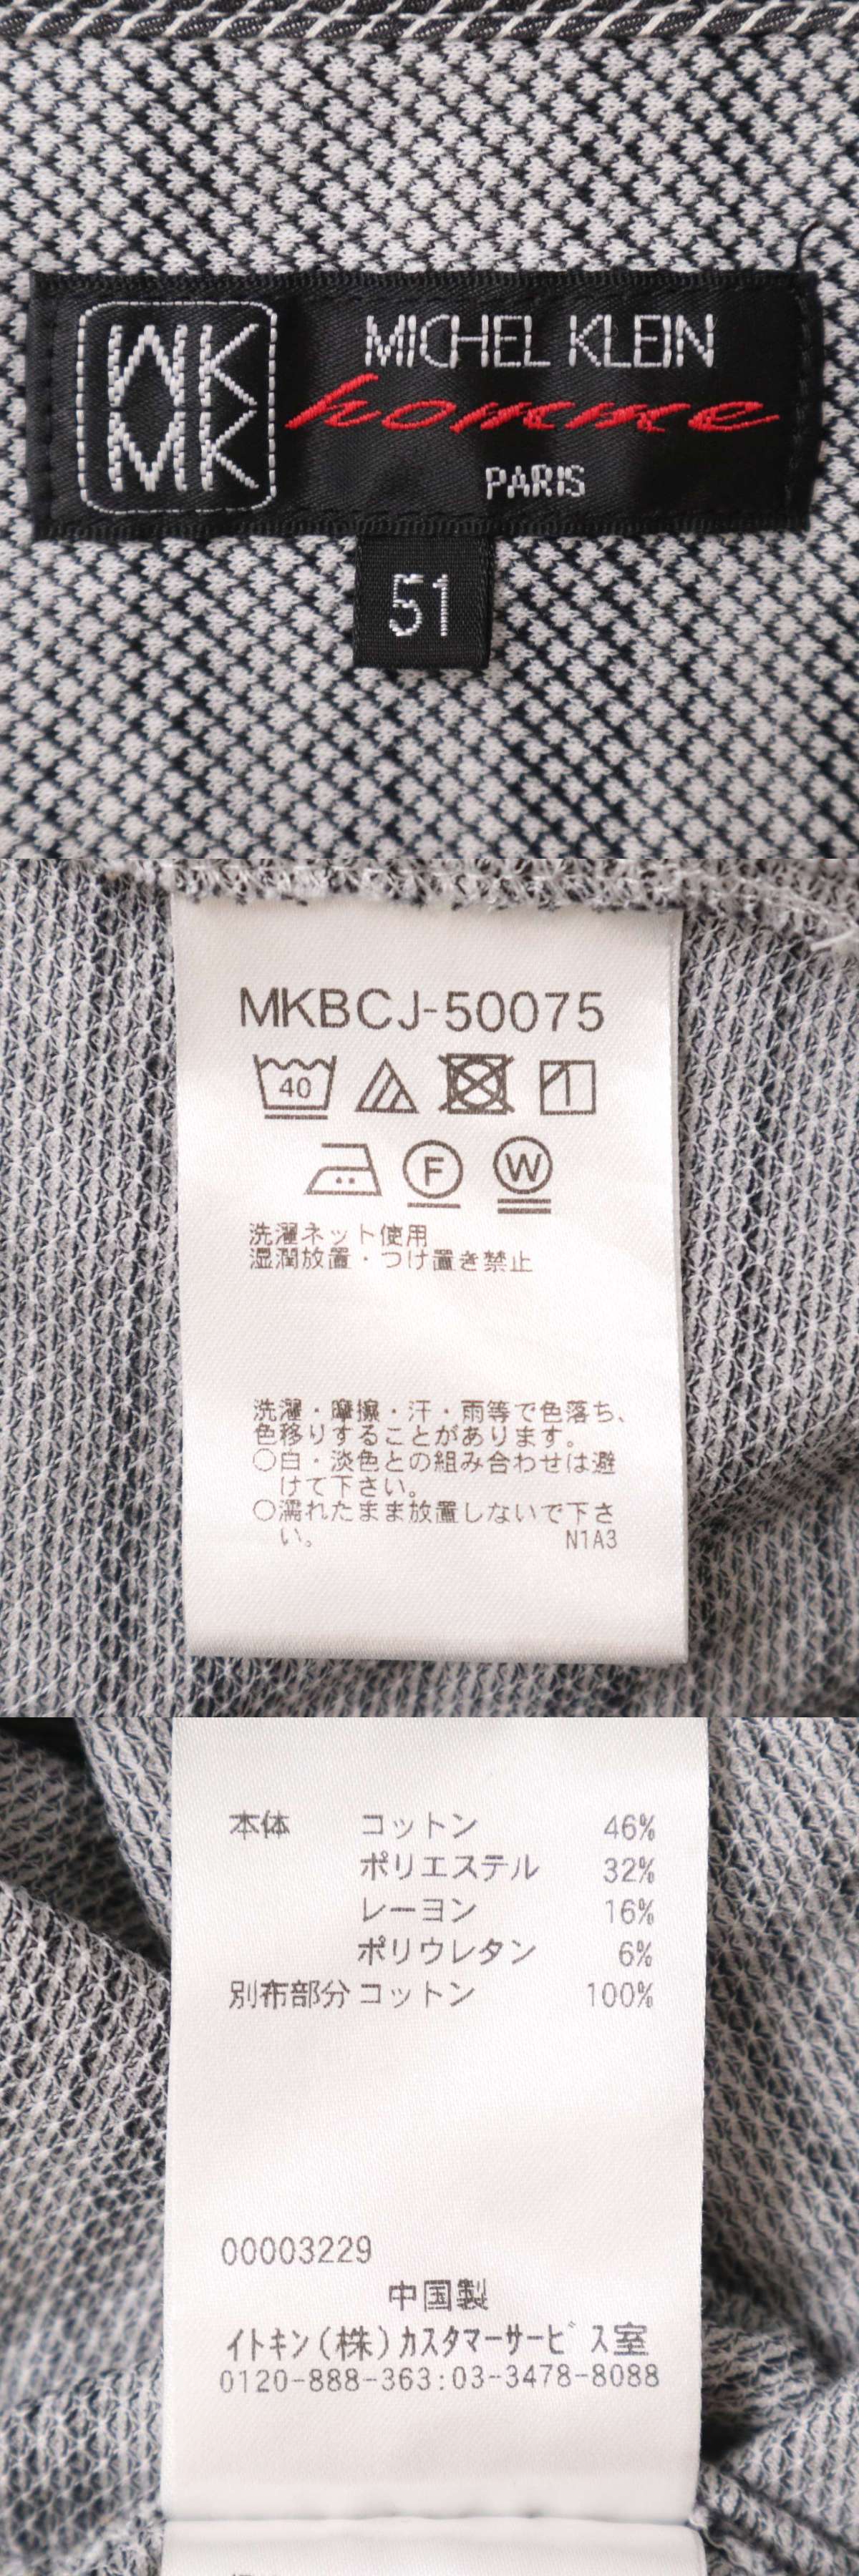 MK
MK
MICHEL KLEIN
homme
PARIS
51
MKBCJ-50075
40
F W
洗濯ネット使用
湿潤放置・つけ置き禁止
洗濯・摩擦・汗・雨等で色落ち、
色移りすることがあります。
○白・淡色との組み合わせは避
けて下さい。
○濡れたまま放置しないで下さ
い。 N1A3
本体 コットン 46%
ポリエステル 32%
レーヨン 16%
ポリウレタン 6%
別布部分 コットン 100%
00003229
中国製
イトキン(株)カスタマーサービス室
0120-888-363:03-3478-8088